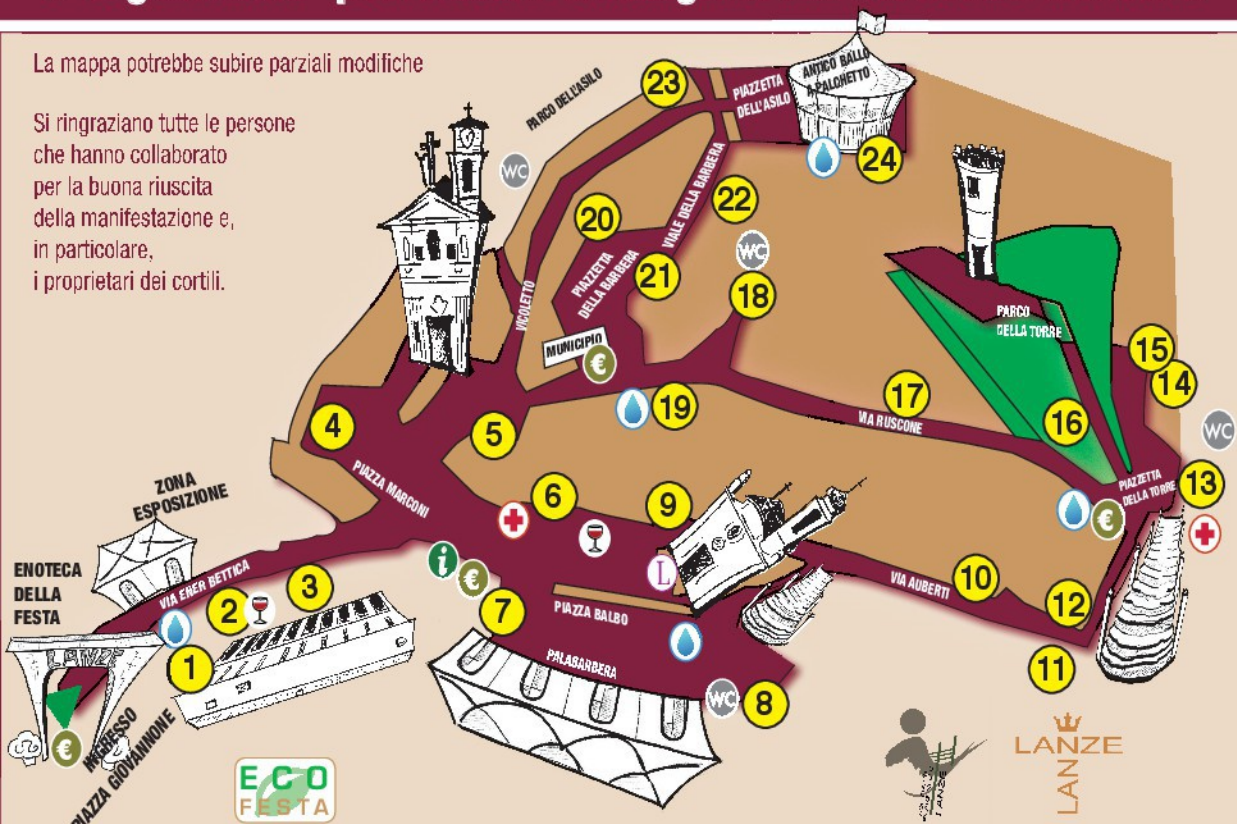 La mappa potrebbe subire parziali modifiche
Si ringraziano tutte le persone
che hanno collaborato
per la buona riuscita
della manifestazione e,
in particolare,
i proprietari dei cortili.
23
PARCO DELL'ASILO
PIAZZETTA
DELL'ASILO
ANTICO BALLO
A PALCHETTO
24
WC
20
VIALE DELLA BARBERA
22
WC
PIAZZETTA
DELLA BARBERA
21
18
VICOLETTO
MUNICIPIO
€
PARCO
DELLA TORRE
15
14
4
5
19
17
VIA RUSCONE
16
WC
PIAZZA MARCONI
ZONA
ESPOSIZIONE
6
9
PIAZZETTA
DELLA TORRE
13
€
ENOTECA
DELLA
FESTA
VIA ENER BETTICA
2
3
i
€
7
L
PIAZZA BALBO
VIA AUBERTI
10
12
11
LANZE
1
PALABARBERA
WC
8
€
INGRESSO
PIAZZA GIOVANNONE
ECO
FESTA
LANZE
LANZE